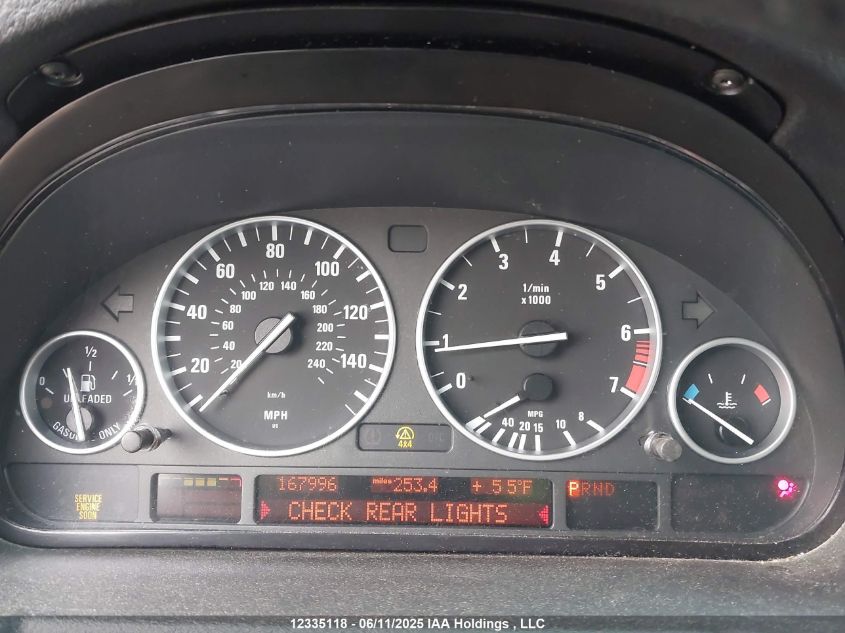 20 40 60 80 100 120 140
20 40 60 80 100 120 140 160 180 200 220 240
km/h
MPH
US
0 1 2 3 4 5 6 7
1/min
x1000
MPG
40 20 15 10 8
0 1/2 1/1
UNLEADED
GASOLINE ONLY
4x4
SERVICE
ENGINE
SOON
167996 miles 253.4 + 55°F
PRND
CHECK REAR LIGHTS
12335118 - 06/11/2025 IAA Holdings , LLC